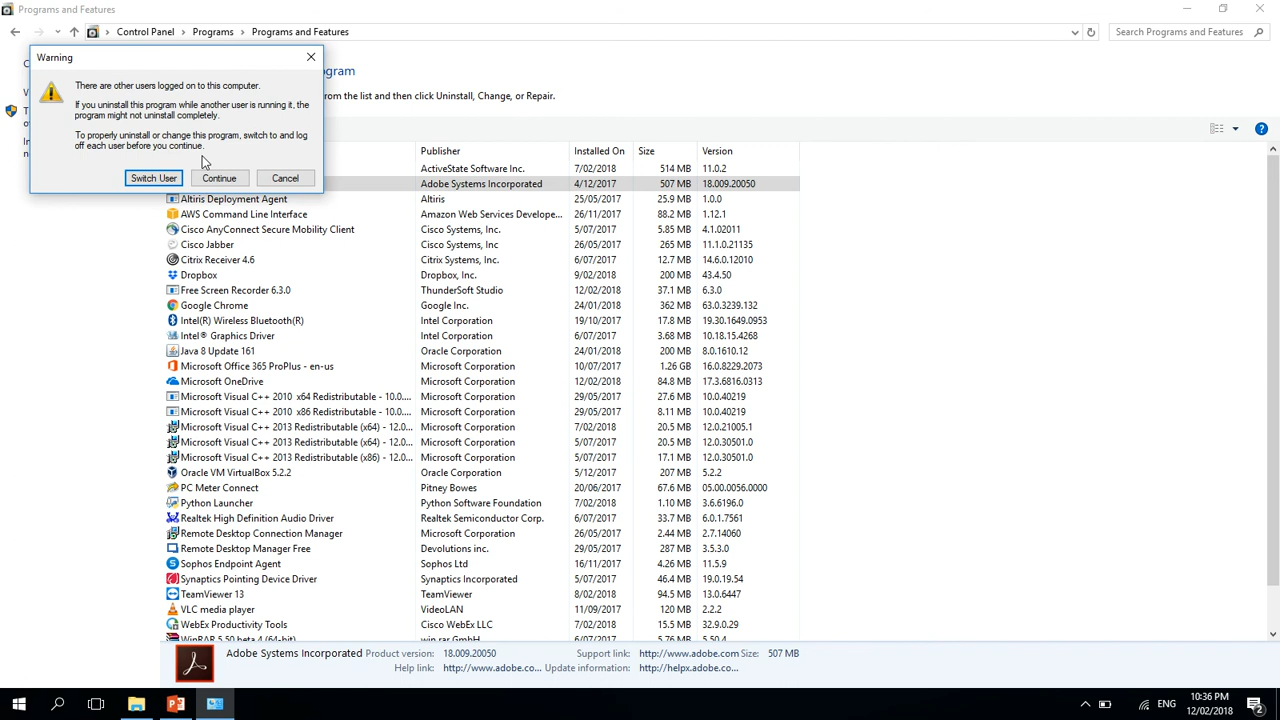 Programs and Features
Control Panel Programs Programs and Features
Search Programs and Features
Warning
There are other users logged on to this computer.
If you uninstall this program while another user is running it, the
program might not uninstall completely.
To properly uninstall or change this program, switch to and log
off each user before you continue.
Switch User Continue Cancel
from the list and then click Uninstall, Change, or Repair.
Publisher Installed On Size Version
ActiveState Software Inc. 7/02/2018 514 MB 11.0.2
Adobe Systems Incorporated 4/12/2017 507 MB 18.009.20050
Altiris Deployment Agent Altiris 25/05/2017 25.9 MB 1.0.0
AWS Command Line Interface Amazon Web Services Develope... 26/11/2017 88.2 MB 1.12.1
Cisco AnyConnect Secure Mobility Client Cisco Systems, Inc. 5/07/2017 5.85 MB 4.1.02011
Cisco Jabber Cisco Systems, Inc 26/05/2017 265 MB 11.1.0.21135
Citrix Receiver 4.6 Citrix Systems, Inc. 6/07/2017 12.7 MB 14.6.0.12010
Dropbox Dropbox, Inc. 9/02/2018 200 MB 43.4.50
Free Screen Recorder 6.3.0 ThunderSoft Studio 12/02/2018 37.1 MB 6.3.0
Google Chrome Google Inc. 24/01/2018 362 MB 63.0.3239.132
Intel(R) Wireless Bluetooth(R) Intel Corporation 19/10/2017 17.8 MB 19.30.1649.0953
Intel® Graphics Driver Intel Corporation 6/07/2017 3.68 MB 10.18.15.4268
Java 8 Update 161 Oracle Corporation 24/01/2018 200 MB 8.0.1610.12
Microsoft Office 365 ProPlus - en-us Microsoft Corporation 10/07/2017 1.26 GB 16.0.8229.2073
Microsoft OneDrive Microsoft Corporation 12/02/2018 84.8 MB 17.3.6816.0313
Microsoft Visual C++ 2010 x64 Redistributable - 10.0.... Microsoft Corporation 29/05/2017 27.6 MB 10.0.40219
Microsoft Visual C++ 2010 x86 Redistributable - 10.0.... Microsoft Corporation 29/05/2017 8.11 MB 10.0.40219
Microsoft Visual C++ 2013 Redistributable (x64) - 12.0... Microsoft Corporation 7/02/2018 20.5 MB 12.0.21005.1
Microsoft Visual C++ 2013 Redistributable (x64) - 12.0... Microsoft Corporation 5/07/2017 20.5 MB 12.0.30501.0
Microsoft Visual C++ 2013 Redistributable (x86) - 12.0... Microsoft Corporation 5/07/2017 17.1 MB 12.0.30501.0
Oracle VM VirtualBox 5.2.2 Oracle Corporation 5/12/2017 207 MB 5.2.2
PC Meter Connect Pitney Bowes 20/06/2017 67.6 MB 05.00.0056.0000
Python Launcher Python Software Foundation 7/02/2018 1.10 MB 3.6.6196.0
Realtek High Definition Audio Driver Realtek Semiconductor Corp. 6/07/2017 33.7 MB 6.0.1.7561
Remote Desktop Connection Manager Microsoft Corporation 26/05/2017 2.44 MB 2.7.14060
Remote Desktop Manager Free Devolutions inc. 29/05/2017 287 MB 3.5.3.0
Sophos Endpoint Agent Sophos Ltd 16/11/2017 4.26 MB 11.5.9
Synaptics Pointing Device Driver Synaptics Incorporated 5/07/2017 46.4 MB 19.0.19.54
TeamViewer 13 TeamViewer 8/02/2018 94.5 MB 13.0.6447
VLC media player VideoLAN 11/09/2017 120 MB 2.2.2
WebEx Productivity Tools Cisco WebEx LLC 6/07/2017 15.5 MB 32.9.0.29
WinRAR 5.50 beta 4 (64-bit) win.rar GmbH 6/07/2017 5.76 MB 5.50.4
Adobe Systems Incorporated Product version: 18.009.20050 Support link: http://www.adobe.com Size: 507 MB
Help link: http://www.adobe.co... Update information: http://helpx.adobe.co...
ENG 10:36 PM
12/02/2018 2